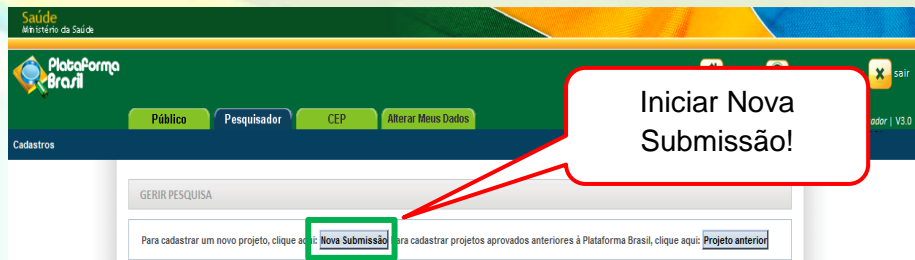 Saúde
Ministério da Saúde
Plataforma
Brasil
sair
Público Pesquisador CEP Alterar Meus Dados
ador | V3.0
Cadastros
Iniciar Nova
Submissão!
GERIR PESQUISA
Para cadastrar um novo projeto, clique aqui: Nova Submissão Para cadastrar projetos aprovados anteriores à Plataforma Brasil, clique aqui: Projeto anterior